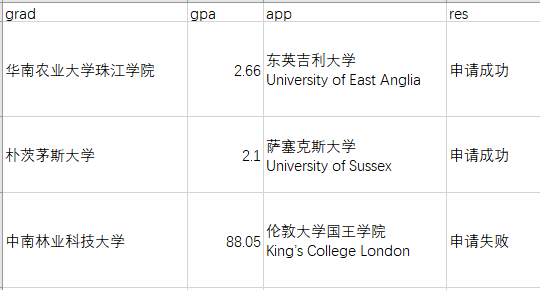 grad gpa app res
华南农业大学珠江学院 2.66 东英吉利大学 申请成功
University of East Anglia
朴茨茅斯大学 2.1 萨塞克斯大学 申请成功
University of Sussex
中南林业科技大学 88.05 伦敦大学国王学院 申请失败
King's College London